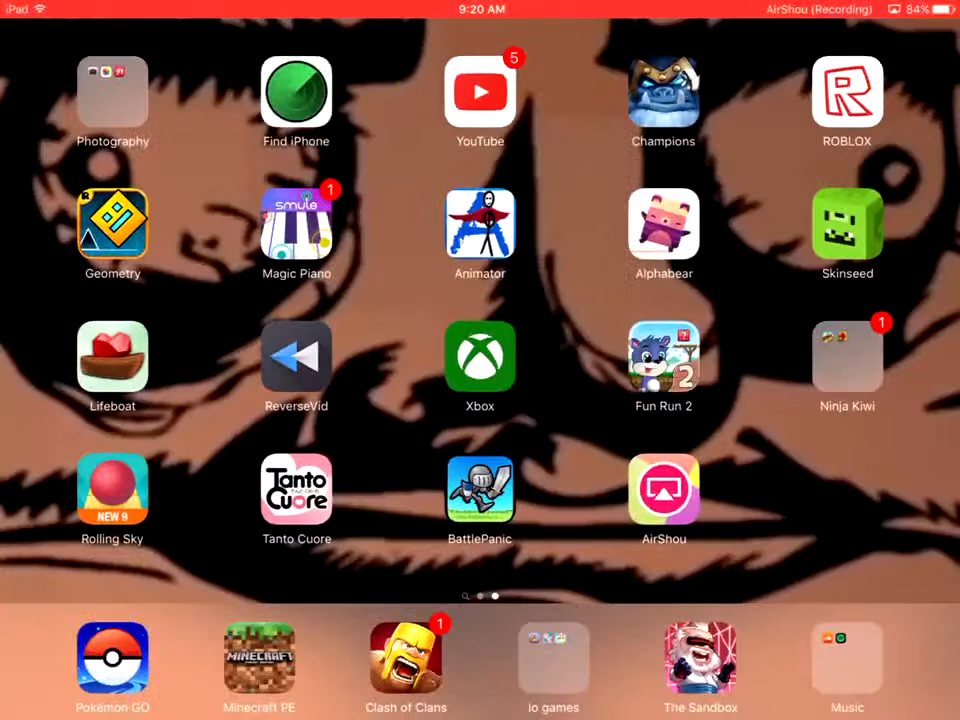 iPad 9:20 AM AirShou (Recording) 84%
5
Photography Find iPhone YouTube Champions ROBLOX
smule 1
Geometry Magic Piano Animator Alphabear Skinseed
1
Lifeboat ReverseVid Xbox Fun Run 2 Ninja Kiwi
NEW 9 Tanto Cuore
Rolling Sky Tanto Cuore BattlePanic AirShou
MINECRAFT 1
Pokémon GO Minecraft PE Clash of Clans io games The Sandbox Music